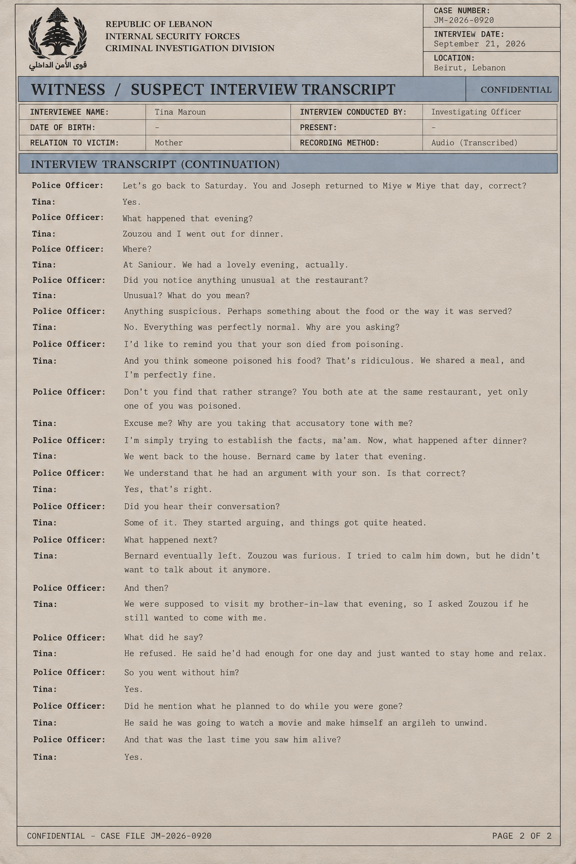 قوى الأمن الداخلي
REPUBLIC OF LEBANON
INTERNAL SECURITY FORCES
CRIMINAL INVESTIGATION DIVISION
CASE NUMBER:
JM-2026-0920
INTERVIEW DATE:
September 21, 2026
LOCATION:
Beirut, Lebanon
WITNESS / SUSPECT INTERVIEW TRANSCRIPT CONFIDENTIAL
INTERVIEWEE NAME: Tina Maroun INTERVIEW CONDUCTED BY: Investigating Officer
DATE OF BIRTH: – PRESENT: –
RELATION TO VICTIM: Mother RECORDING METHOD: Audio (Transcribed)
INTERVIEW TRANSCRIPT (CONTINUATION)
Police Officer: Let's go back to Saturday. You and Joseph returned to Miye w Miye that day, correct?
Tina: Yes.
Police Officer: What happened that evening?
Tina: Zouzou and I went out for dinner.
Police Officer: Where?
Tina: At Saniour. We had a lovely evening, actually.
Police Officer: Did you notice anything unusual at the restaurant?
Tina: Unusual? What do you mean?
Police Officer: Anything suspicious. Perhaps something about the food or the way it was served?
Tina: No. Everything was perfectly normal. Why are you asking?
Police Officer: I'd like to remind you that your son died from poisoning.
Tina: And you think someone poisoned his food? That's ridiculous. We shared a meal, and
I'm perfectly fine.
Police Officer: Don't you find that rather strange? You both ate at the same restaurant, yet only
one of you was poisoned.
Tina: Excuse me? Why are you taking that accusatory tone with me?
Police Officer: I'm simply trying to establish the facts, ma'am. Now, what happened after dinner?
Tina: We went back to the house. Bernard came by later that evening.
Police Officer: We understand that he had an argument with your son. Is that correct?
Tina: Yes, that's right.
Police Officer: Did you hear their conversation?
Tina: Some of it. They started arguing, and things got quite heated.
Police Officer: What happened next?
Tina: Bernard eventually left. Zouzou was furious. I tried to calm him down, but he didn't
want to talk about it anymore.
Police Officer: And then?
Tina: We were supposed to visit my brother-in-law that evening, so I asked Zouzou if he
still wanted to come with me.
Police Officer: What did he say?
Tina: He refused. He said he'd had enough for one day and just wanted to stay home and relax.
Police Officer: So you went without him?
Tina: Yes.
Police Officer: Did he mention what he planned to do while you were gone?
Tina: He said he was going to watch a movie and make himself an argileh to unwind.
Police Officer: And that was the last time you saw him alive?
Tina: Yes.
CONFIDENTIAL – CASE FILE JM-2026-0920 PAGE 2 OF 2